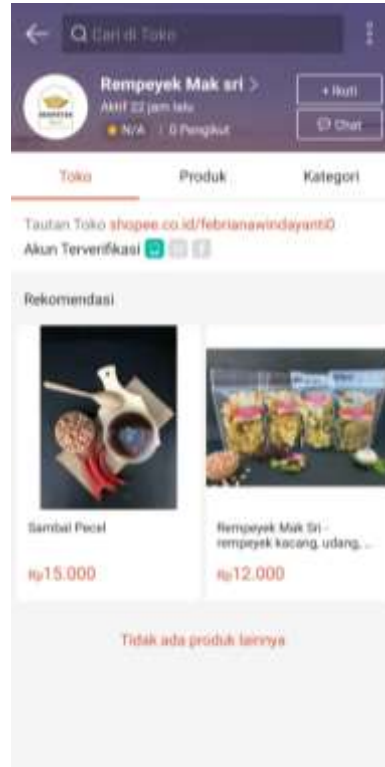 Cari di Toko
Rempeyek Mak sri >
Aktif 22 jam lalu
N/A | 0 Pengikut
+ Ikuti
Chat
Toko
Produk
Kategori
Tautan Toko shopee.co.id/febrianawindayanti0
Akun Terverifikasi
Rekomendasi
Sambal Pecel
Rp15.000
Rempeyek Mak Sri -
rempeyek kacang, udang, ...
Rp12.000
Tidak ada produk lainnya